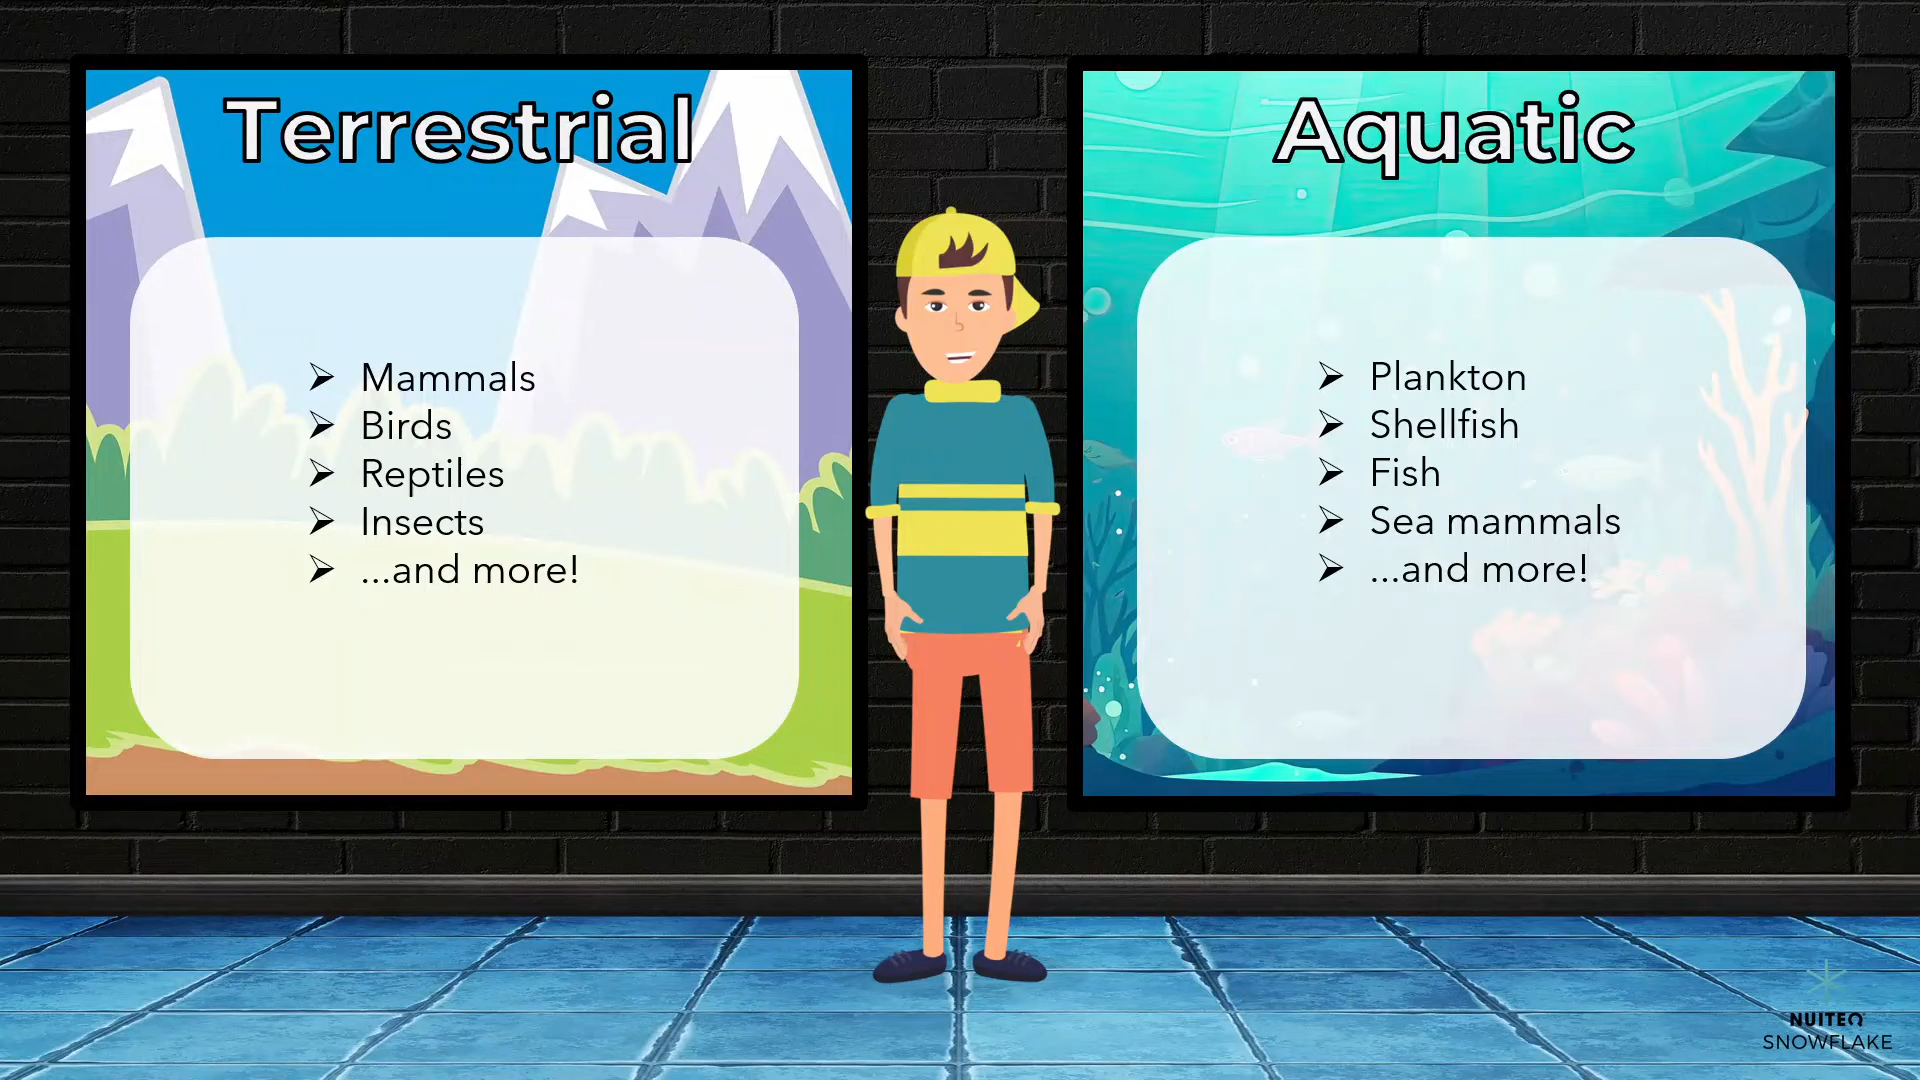 Terrestrial
➢ Mammals
➢ Birds
➢ Reptiles
➢ Insects
➢ ...and more!
Aquatic
➢ Plankton
➢ Shellfish
➢ Fish
➢ Sea mammals
➢ ...and more!
NUITEQ
SNOWFLAKE